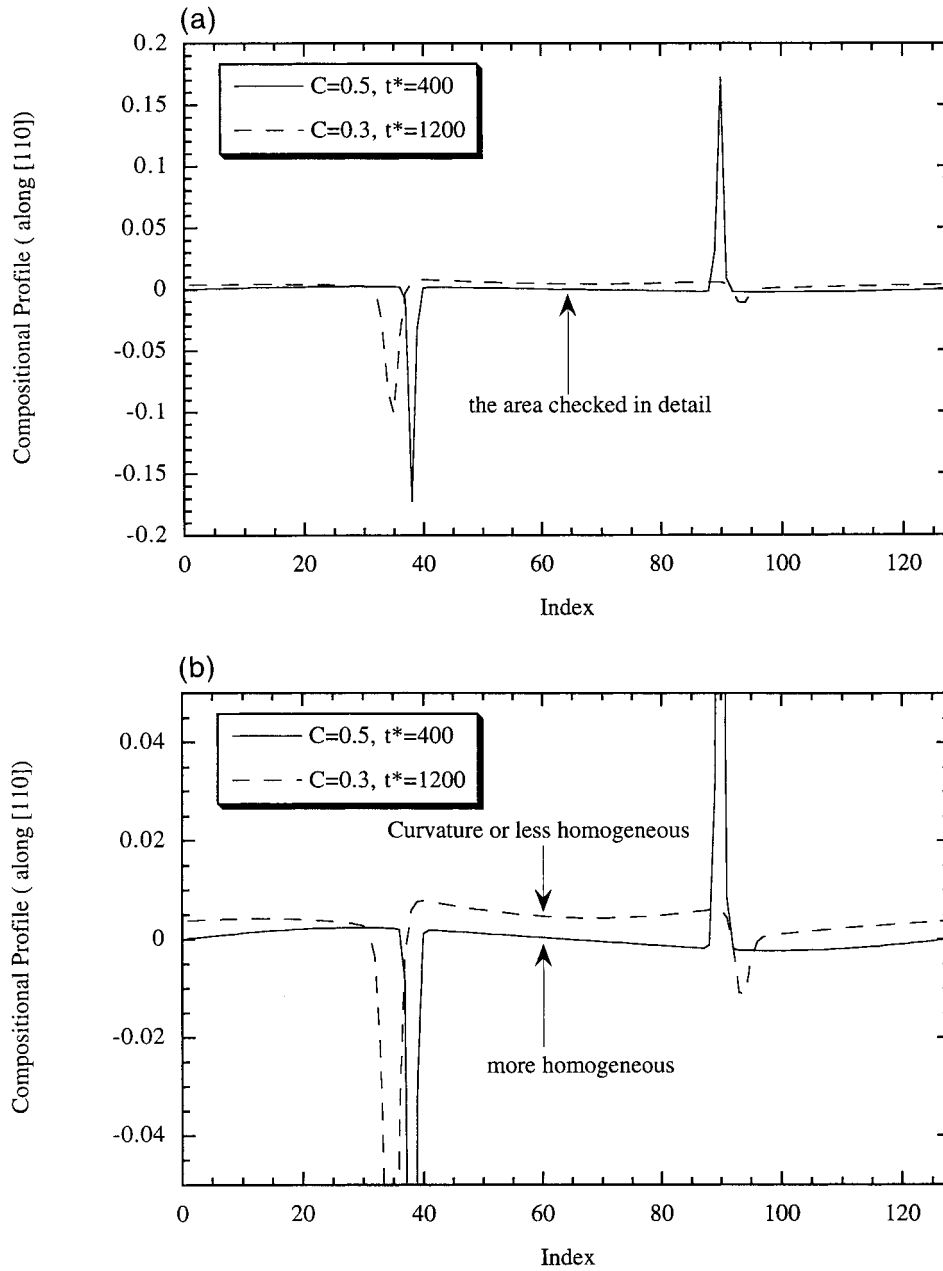 (a)
Compositional Profile ( along [110])
0.2
0.15
0.1
0.05
0
-0.05
-0.1
-0.15
-0.2
C=0.5, t*=400
C=0.3, t*=1200
the area checked in detail
0 20 40 60 80 100 120
Index
(b)
Compositional Profile ( along [110])
0.04
0.02
0
-0.02
-0.04
C=0.5, t*=400
C=0.3, t*=1200
Curvature or less homogeneous
more homogeneous
0 20 40 60 80 100 120
Index